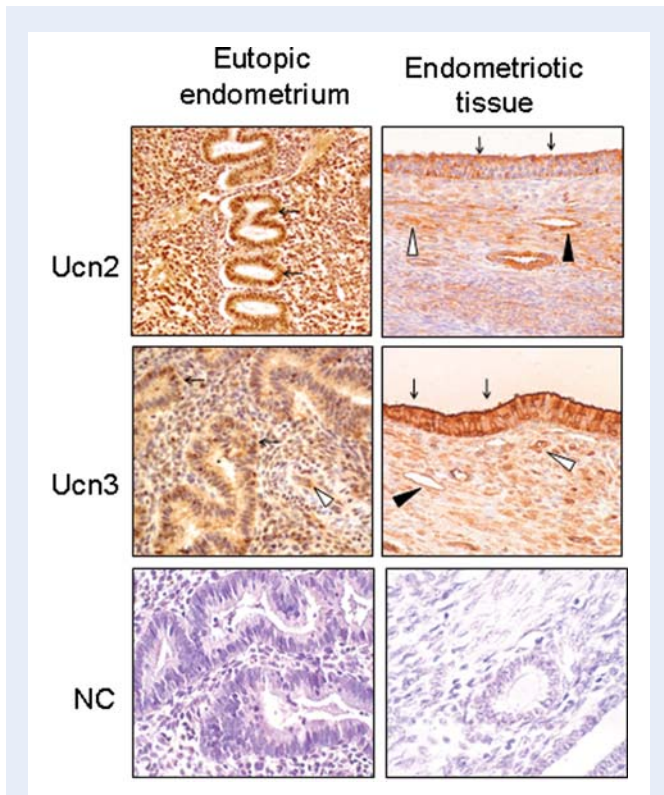 Eutopic
endometrium
Endometriotic
tissue
Ucn2
Ucn3
NC